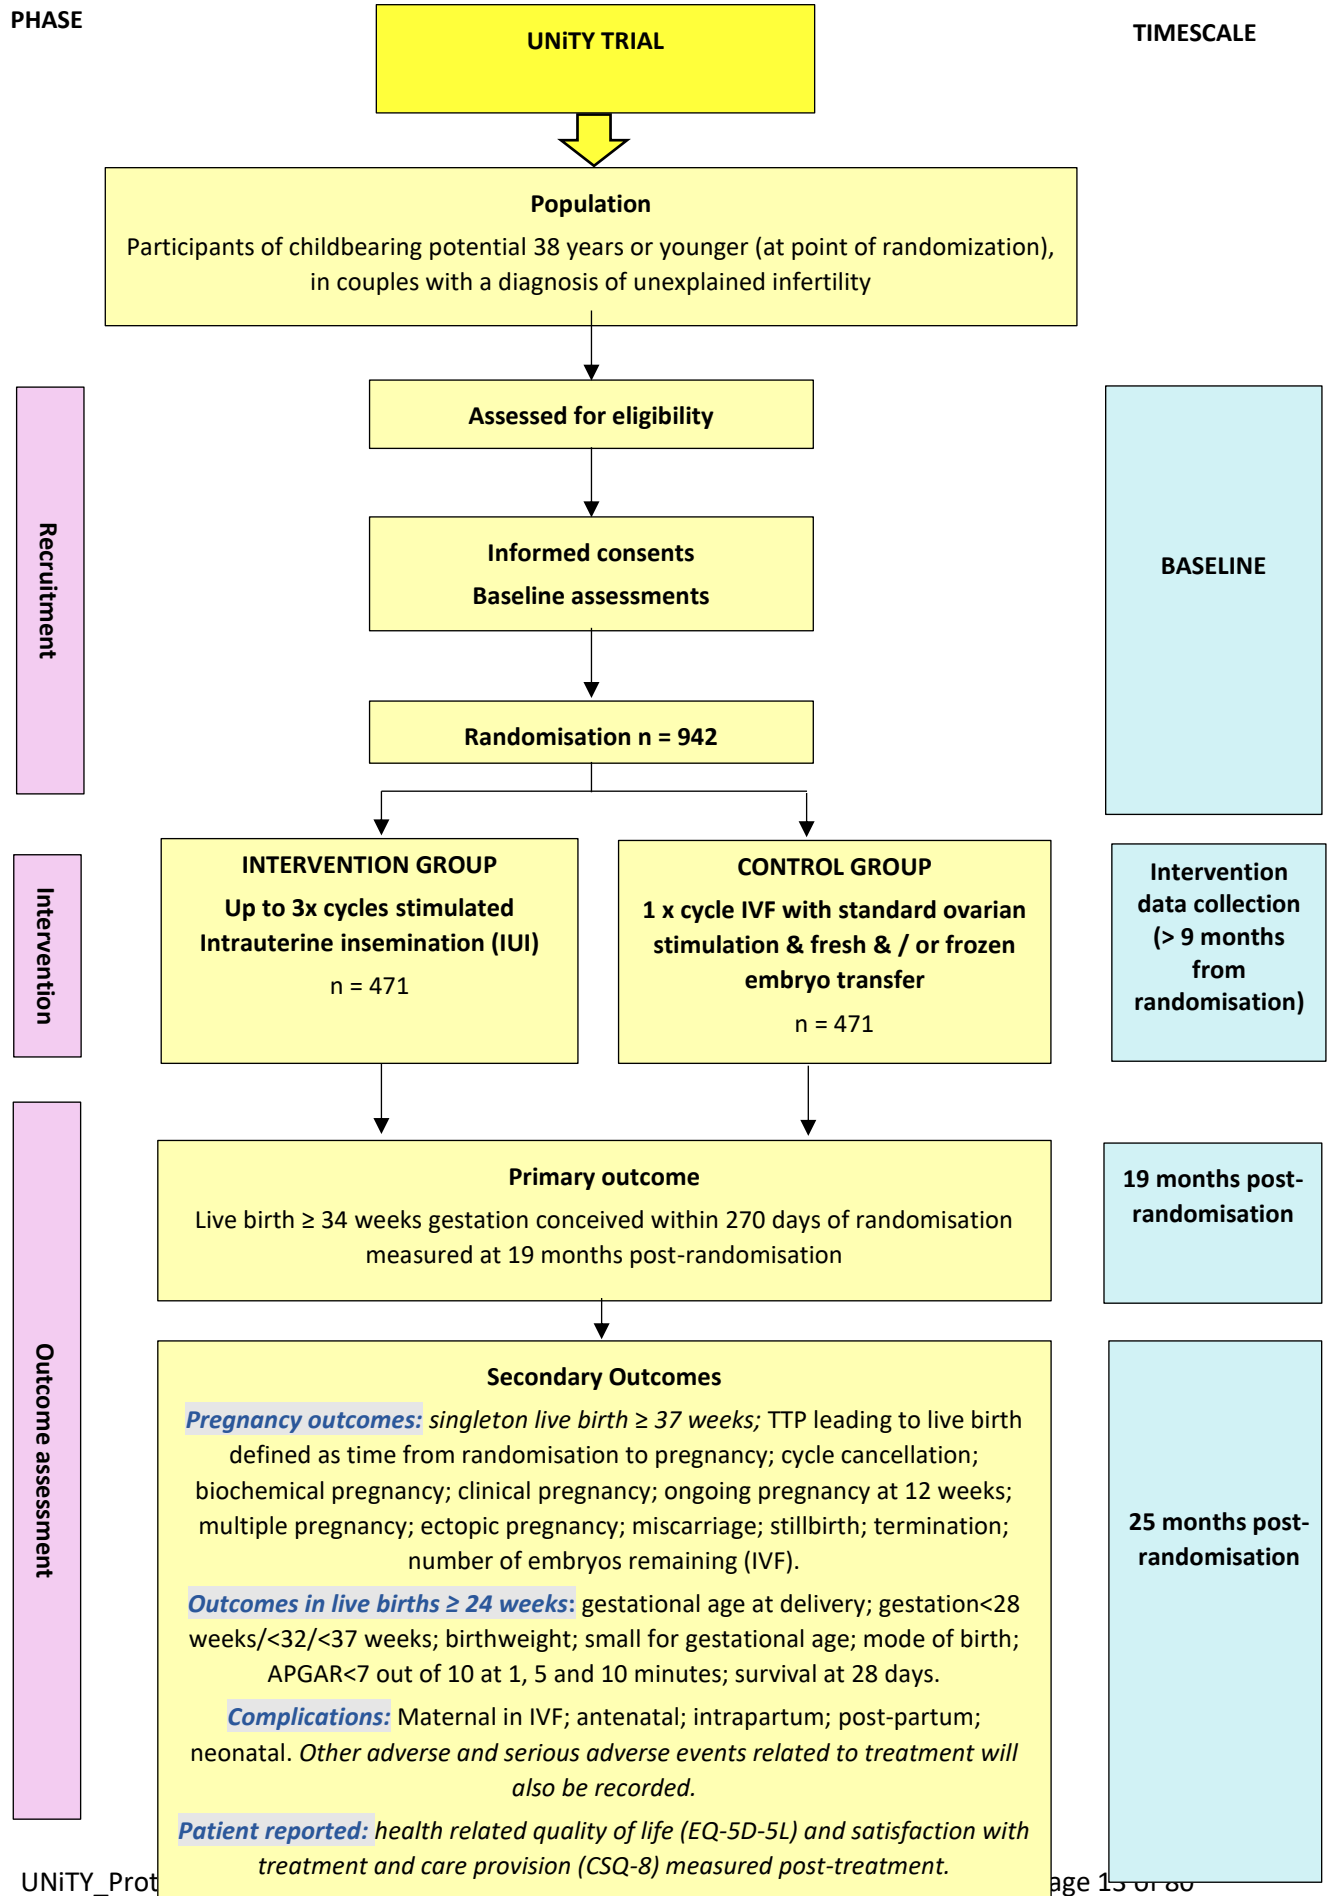 PHASE
UNiTY TRIAL
TIMESCALE
Population
Participants of childbearing potential 38 years or younger (at point of randomization),
in couples with a diagnosis of unexplained infertility
Recruitment
Assessed for eligibility
Informed consents
Baseline assessments
BASELINE
Randomisation n = 942
Intervention
INTERVENTION GROUP
Up to 3x cycles stimulated
Intrauterine insemination (IUI)
n = 471
CONTROL GROUP
1 x cycle IVF with standard ovarian
stimulation & fresh & / or frozen
embryo transfer
n = 471
Intervention
data collection
(> 9 months
from
randomisation)
Outcome assessment
Primary outcome
Live birth ≥ 34 weeks gestation conceived within 270 days of randomisation
measured at 19 months post-randomisation
19 months post-
randomisation
Secondary Outcomes
Pregnancy outcomes: singleton live birth ≥ 37 weeks; TTP leading to live birth
defined as time from randomisation to pregnancy; cycle cancellation;
biochemical pregnancy; clinical pregnancy; ongoing pregnancy at 12 weeks;
multiple pregnancy; ectopic pregnancy; miscarriage; stillbirth; termination;
number of embryos remaining (IVF).
Outcomes in live births ≥ 24 weeks: gestational age at delivery; gestation<28
weeks/<32/<37 weeks; birthweight; small for gestational age; mode of birth;
APGAR<7 out of 10 at 1, 5 and 10 minutes; survival at 28 days.
Complications: Maternal in IVF; antenatal; intrapartum; post-partum;
neonatal. Other adverse and serious adverse events related to treatment will
also be recorded.
Patient reported: health related quality of life (EQ-5D-5L) and satisfaction with
treatment and care provision (CSQ-8) measured post-treatment.
25 months post-
randomisation
UNiTY_Prot